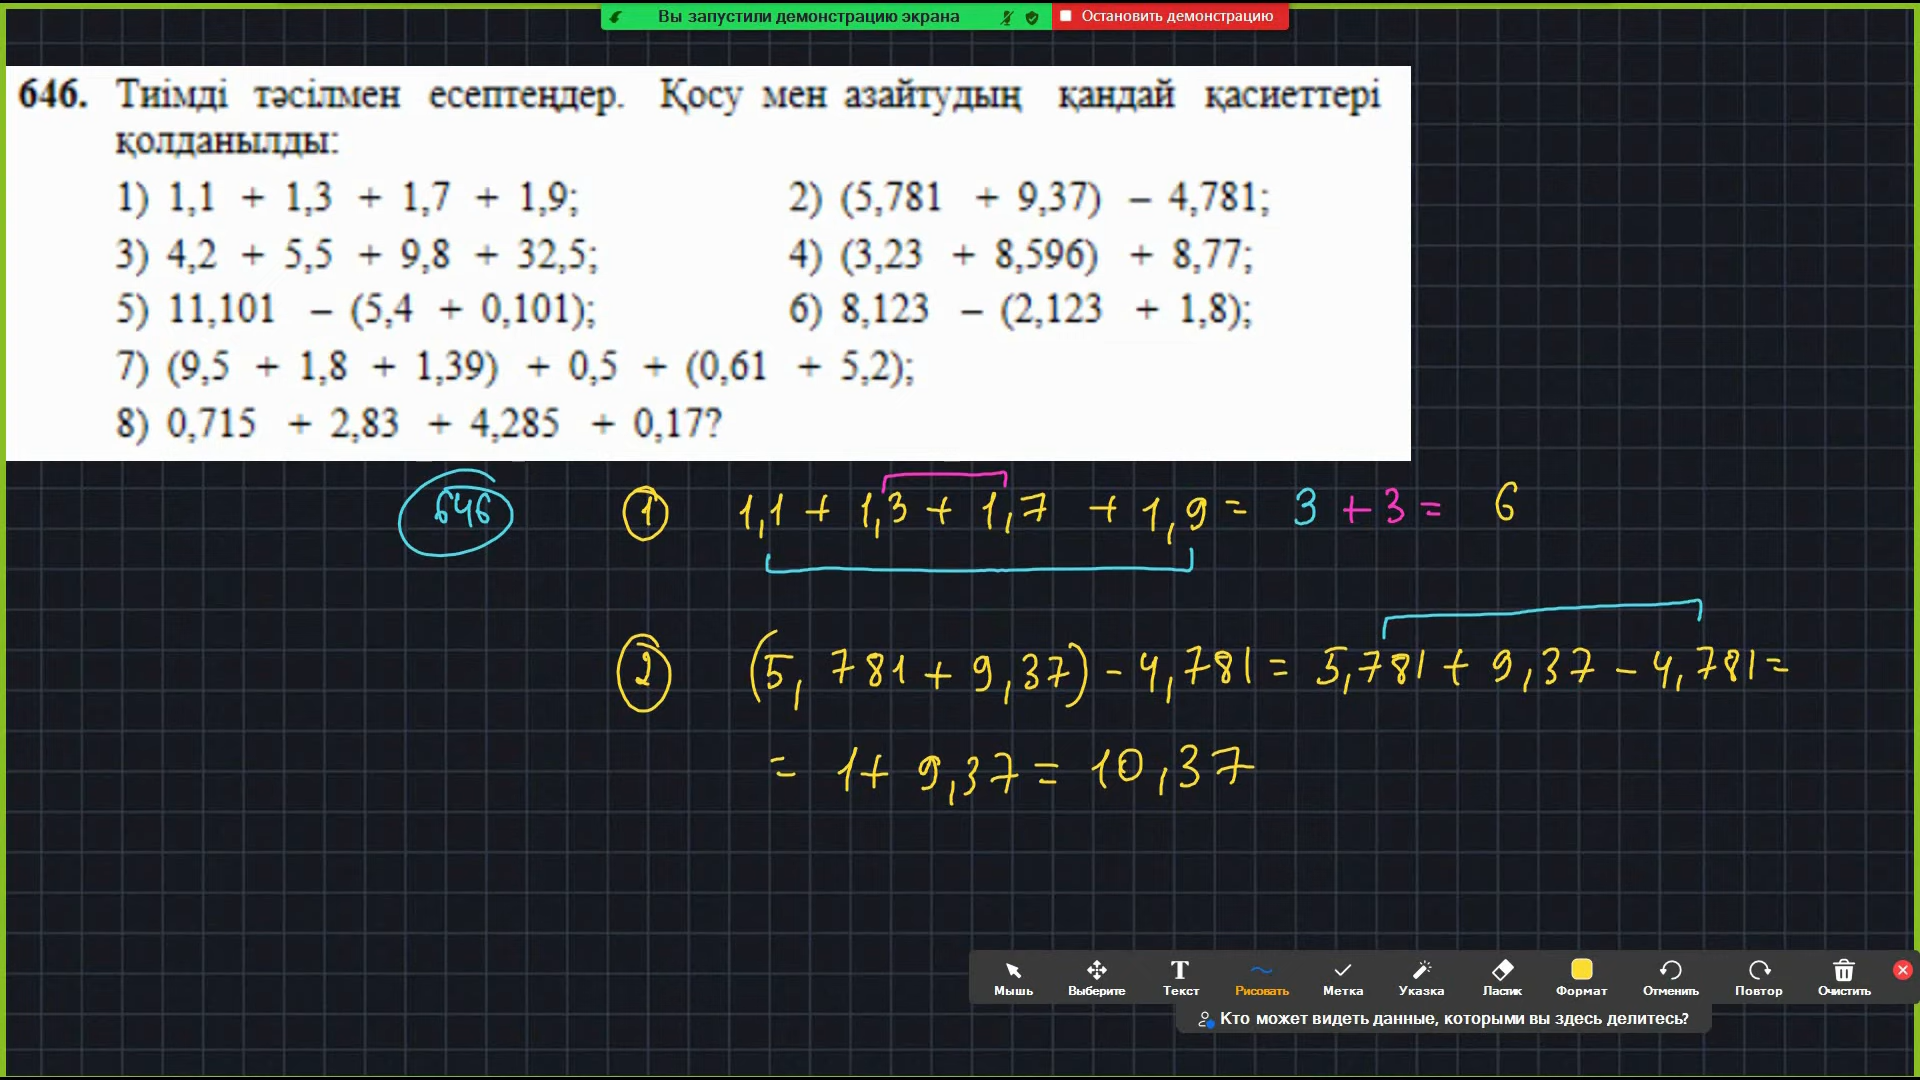 Вы запустили демонстрацию экрана Остановить демонстрацию
646. Тиімді тәсілмен есептеңдер. Қосу мен азайтудың қандай қасиеттері
қолданылды:
1) 1,1 + 1,3 + 1,7 + 1,9; 2) (5,781 + 9,37) – 4,781;
3) 4,2 + 5,5 + 9,8 + 32,5; 4) (3,23 + 8,596) + 8,77;
5) 11,101 – (5,4 + 0,101); 6) 8,123 – (2,123 + 1,8);
7) (9,5 + 1,8 + 1,39) + 0,5 + (0,61 + 5,2);
8) 0,715 + 2,83 + 4,285 + 0,17?
646 1 1,1 + 1,3 + 1,7 + 1,9 = 3 + 3 = 6
2 (5,781 + 9,37) - 4,781 = 5,781 + 9,37 - 4,781 =
= 1 + 9,37 = 10,37
Мышь Выберите Текст Рисовать Метка Указка Ластик Формат Отменить Повтор Очистить
Кто может видеть данные, которыми вы здесь делитесь?